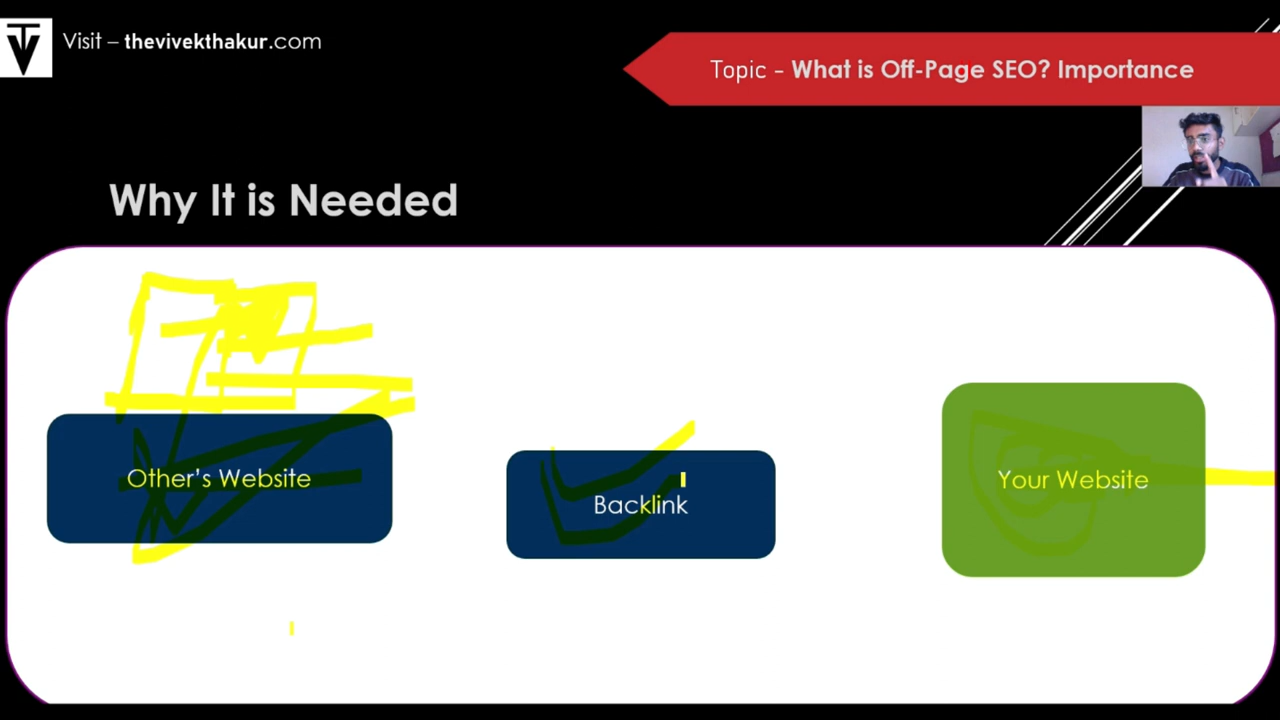 Visit – thevivekthakur.com
Topic - What is Off-Page SEO? Importance
Why It is Needed
Other's Website
Backlink
Your Website